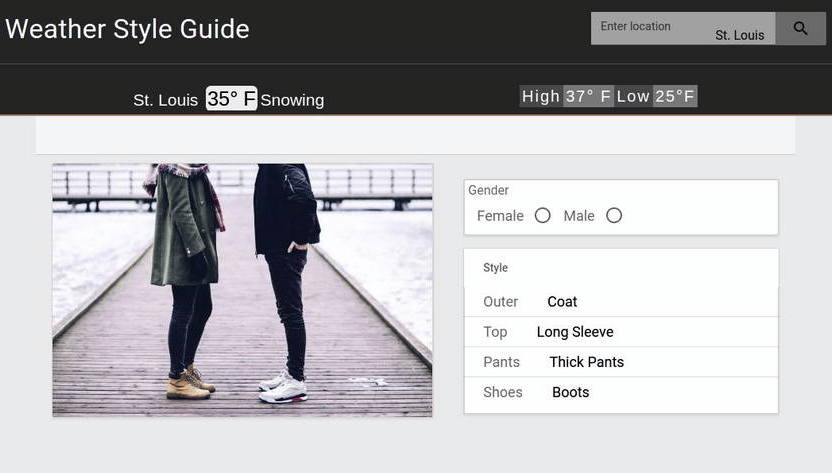 Weather Style Guide
Enter location
St. Louis
St. Louis 35° F Snowing
High 37° F Low 25°F
Gender
Female Male
Style
Outer Coat
Top Long Sleeve
Pants Thick Pants
Shoes Boots